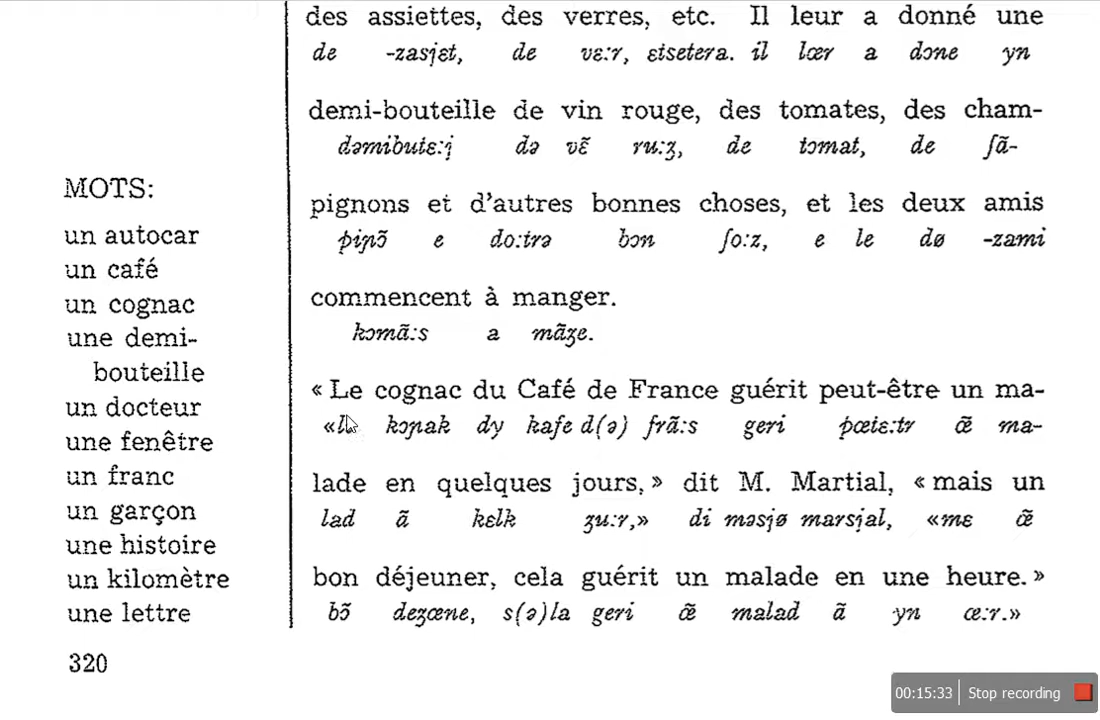 des assiettes, des verres, etc. Il leur a donné une
de -zasjɛt, de vɛ:r, ɛtsetera. il lœr a dɔne yn
demi-bouteille de vin rouge, des tomates, des cham-
dəmibutɛ:j də vɛ̃ ru:ʒ, de tɔmat, de ʃã-
pignons et d'autres bonnes choses, et les deux amis
piɲɔ̃ e do:trə bɔn ʃo:z, e le dø -zami
commencent à manger.
kɔmã:s a mãʒe.
« Le cognac du Café de France guérit peut-être un ma-
«lə kɔɲak dy kafe d(ə) frã:s geri pœtɛ:tr œ̃ ma-
lade en quelques jours, » dit M. Martial, « mais un
lad ã kɛlk ʒu:r,» di məsjø marsjal, «mɛ œ̃
bon déjeuner, cela guérit un malade en une heure. »
bɔ̃ deʒœne, s(ə)la geri œ̃ malad ã yn œ:r.»
MOTS:
un autocar
un café
un cognac
une demi-
bouteille
un docteur
une fenêtre
un franc
un garçon
une histoire
un kilomètre
une lettre
320
00:15:33 Stop recording